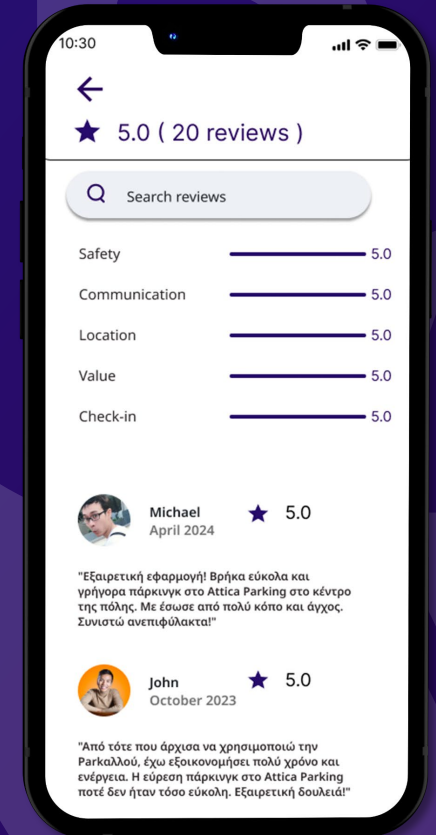 10:30
5.0 ( 20 reviews )
Search reviews
Safety 5.0
Communication 5.0
Location 5.0
Value 5.0
Check-in 5.0
Michael 5.0
April 2024
"Εξαιρετική εφαρμογή! Βρήκα εύκολα και
γρήγορα πάρκινγκ στο Attica Parking στο κέντρο
της πόλης. Με έσωσε από πολύ κόπο και άγχος.
Συνιστώ ανεπιφύλακτα!"
John 5.0
October 2023
"Από τότε που άρχισα να χρησιμοποιώ την
Parkαλλού, έχω εξοικονομήσει πολύ χρόνο και
ενέργεια. Η εύρεση πάρκινγκ στο Attica Parking
ποτέ δεν ήταν τόσο εύκολη. Εξαιρετική δουλειά!"